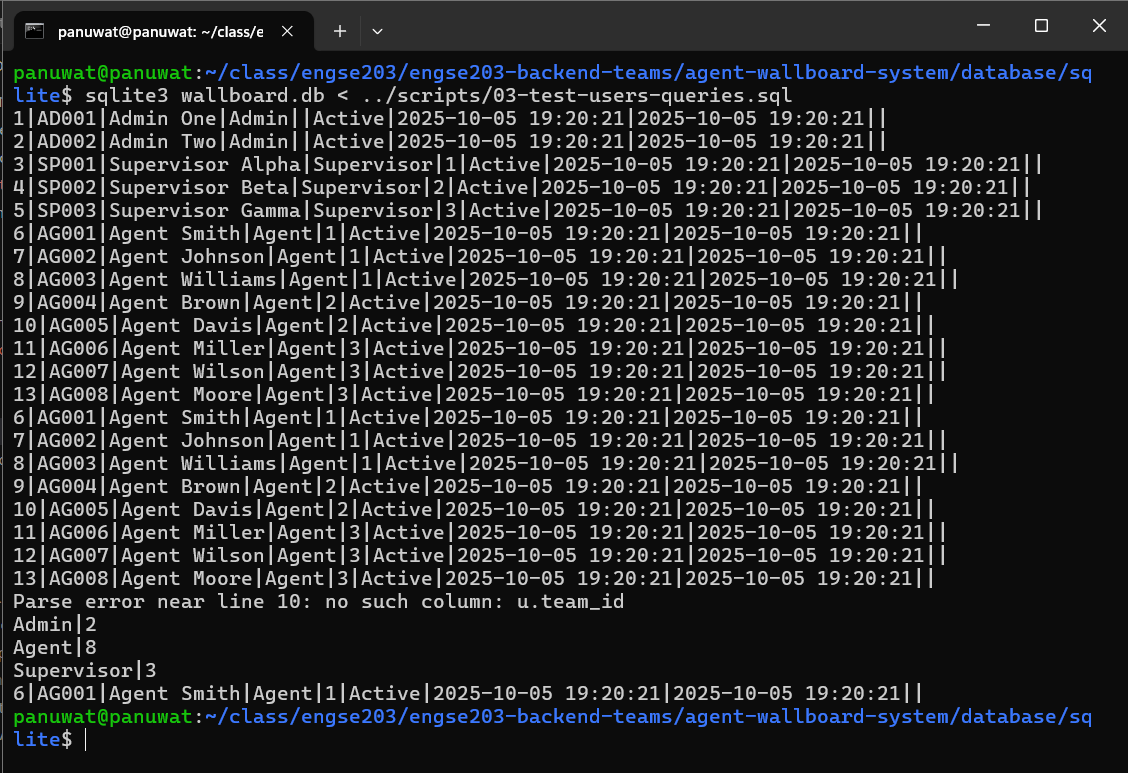 panuwat@panuwat: ~/class/e
panuwat@panuwat:~/class/engse203/engse203-backend-teams/agent-wallboard-system/database/sq
lite$ sqlite3 wallboard.db < ../scripts/03-test-users-queries.sql
1|AD001|Admin One|Admin||Active|2025-10-05 19:20:21|2025-10-05 19:20:21||
2|AD002|Admin Two|Admin||Active|2025-10-05 19:20:21|2025-10-05 19:20:21||
3|SP001|Supervisor Alpha|Supervisor|1|Active|2025-10-05 19:20:21|2025-10-05 19:20:21||
4|SP002|Supervisor Beta|Supervisor|2|Active|2025-10-05 19:20:21|2025-10-05 19:20:21||
5|SP003|Supervisor Gamma|Supervisor|3|Active|2025-10-05 19:20:21|2025-10-05 19:20:21||
6|AG001|Agent Smith|Agent|1|Active|2025-10-05 19:20:21|2025-10-05 19:20:21||
7|AG002|Agent Johnson|Agent|1|Active|2025-10-05 19:20:21|2025-10-05 19:20:21||
8|AG003|Agent Williams|Agent|1|Active|2025-10-05 19:20:21|2025-10-05 19:20:21||
9|AG004|Agent Brown|Agent|2|Active|2025-10-05 19:20:21|2025-10-05 19:20:21||
10|AG005|Agent Davis|Agent|2|Active|2025-10-05 19:20:21|2025-10-05 19:20:21||
11|AG006|Agent Miller|Agent|3|Active|2025-10-05 19:20:21|2025-10-05 19:20:21||
12|AG007|Agent Wilson|Agent|3|Active|2025-10-05 19:20:21|2025-10-05 19:20:21||
13|AG008|Agent Moore|Agent|3|Active|2025-10-05 19:20:21|2025-10-05 19:20:21||
6|AG001|Agent Smith|Agent|1|Active|2025-10-05 19:20:21|2025-10-05 19:20:21||
7|AG002|Agent Johnson|Agent|1|Active|2025-10-05 19:20:21|2025-10-05 19:20:21||
8|AG003|Agent Williams|Agent|1|Active|2025-10-05 19:20:21|2025-10-05 19:20:21||
9|AG004|Agent Brown|Agent|2|Active|2025-10-05 19:20:21|2025-10-05 19:20:21||
10|AG005|Agent Davis|Agent|2|Active|2025-10-05 19:20:21|2025-10-05 19:20:21||
11|AG006|Agent Miller|Agent|3|Active|2025-10-05 19:20:21|2025-10-05 19:20:21||
12|AG007|Agent Wilson|Agent|3|Active|2025-10-05 19:20:21|2025-10-05 19:20:21||
13|AG008|Agent Moore|Agent|3|Active|2025-10-05 19:20:21|2025-10-05 19:20:21||
Parse error near line 10: no such column: u.team_id
Admin|2
Agent|8
Supervisor|3
6|AG001|Agent Smith|Agent|1|Active|2025-10-05 19:20:21|2025-10-05 19:20:21||
panuwat@panuwat:~/class/engse203/engse203-backend-teams/agent-wallboard-system/database/sq
lite$